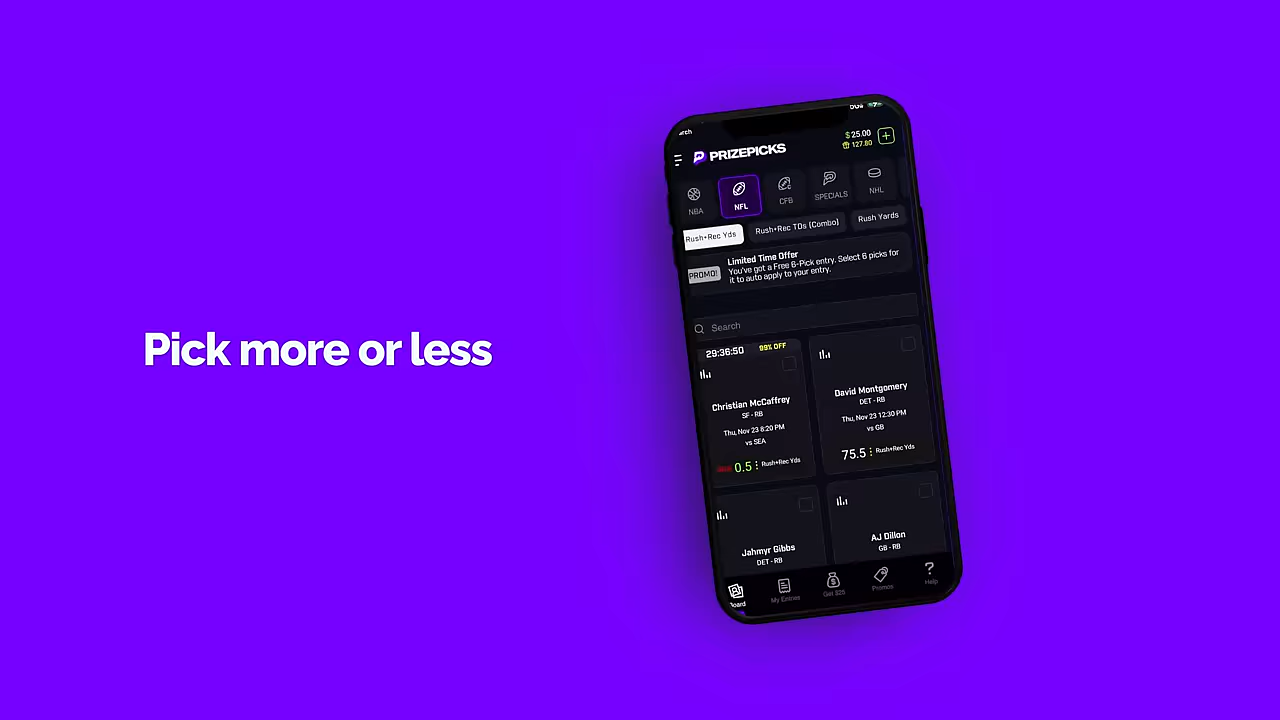 Pick more or less
arch
PRIZEPICKS
$25.00
127.80
NBA
NFL
CFB
SPECIALS
NHL
Rush+Rec Yds
Rush+Rec TDs (Combo)
Rush Yards
PROMO!
Limited Time Offer
You've got a Free 6-Pick entry. Select 6 picks for
it to auto apply to your entry.
Search
29:36:50
99% OFF
Christian McCaffrey
SF - RB
Thu, Nov 23 8:20 PM
vs SEA
0.5
Rush+Rec Yds
David Montgomery
DET - RB
Thu, Nov 23 12:30 PM
vs GB
75.5
Rush+Rec Yds
Jahmyr Gibbs
DET - RB
AJ Dillon
GB - RB
Board
My Entries
Get $25
Promos
Help